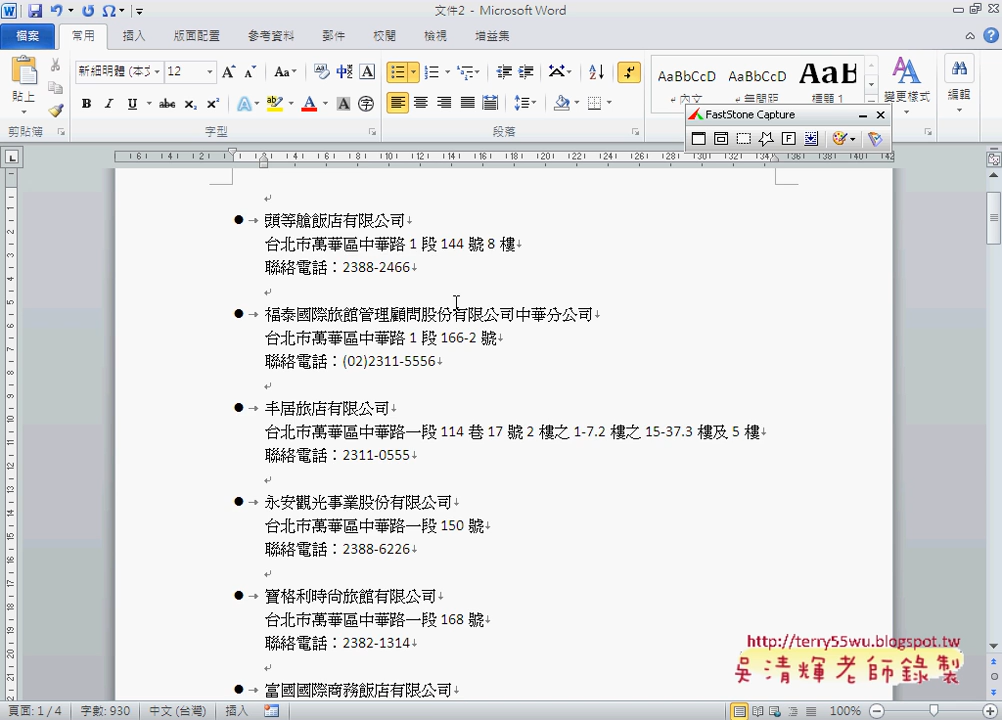 文件2 - Microsoft Word
檔案 常用 插入 版面配置 參考資料 郵件 校閱 檢視 增益集
貼上
新細明體 (本文 12
AaBbCcD AaBbCcD AaB
內文 無間距 標題 1
變更樣式 編輯
剪貼簿 字型 段落
FastStone Capture
頭等艙飯店有限公司
台北市萬華區中華路 1 段 144 號 8 樓
聯絡電話：2388-2466
福泰國際旅館管理顧問股份有限公司中華分公司
台北市萬華區中華路 1 段 166-2 號
聯絡電話：(02)2311-5556
丰居旅店有限公司
台北市萬華區中華路一段 114 巷 17 號 2 樓之 1-7.2 樓之 15-37.3 樓及 5 樓
聯絡電話：2311-0555
永安觀光事業股份有限公司
台北市萬華區中華路一段 150 號
聯絡電話：2388-6226
寶格利時尚旅館有限公司
台北市萬華區中華路一段 168 號
聯絡電話：2382-1314
富國國際商務飯店有限公司
http://terry55wu.blogspot.tw
吳清輝老師錄製
頁面: 1 / 4 字數: 930 中文 (台灣) 插入 100%